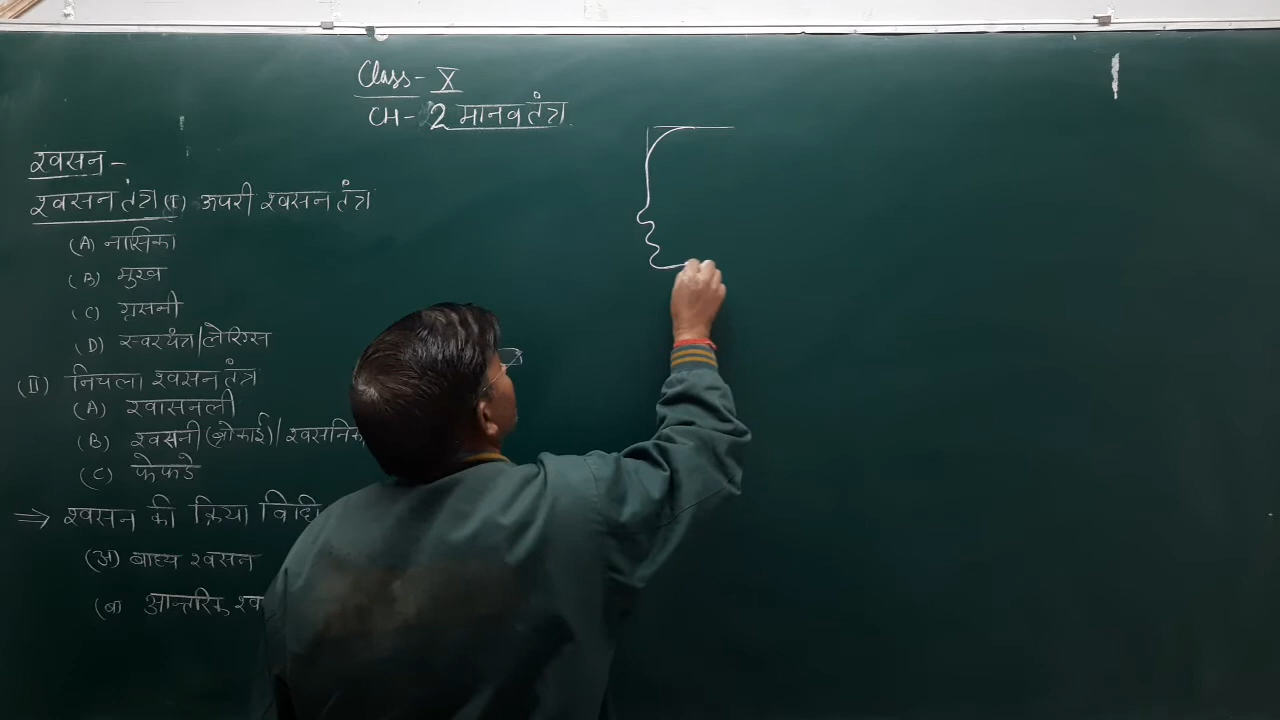 Class- X
CH- 2 मानव तंत्र
श्वसन -
श्वसन तंत्र (I) ऊपरी श्वसन तंत्र
(A) नासिका
(B) मुख
(C) ग्रसनी
(D) स्वरयंत्र/लेरिंग्स
(II) निचला श्वसन तंत्र
(A) श्वासनली
(B) श्वसनी (ब्रोंकाई)/श्वसनिक
(C) फेफडे
⇒ श्वसन की क्रिया विधि
(अ) बाह्य श्वसन
(ब) आन्तरिक श्व